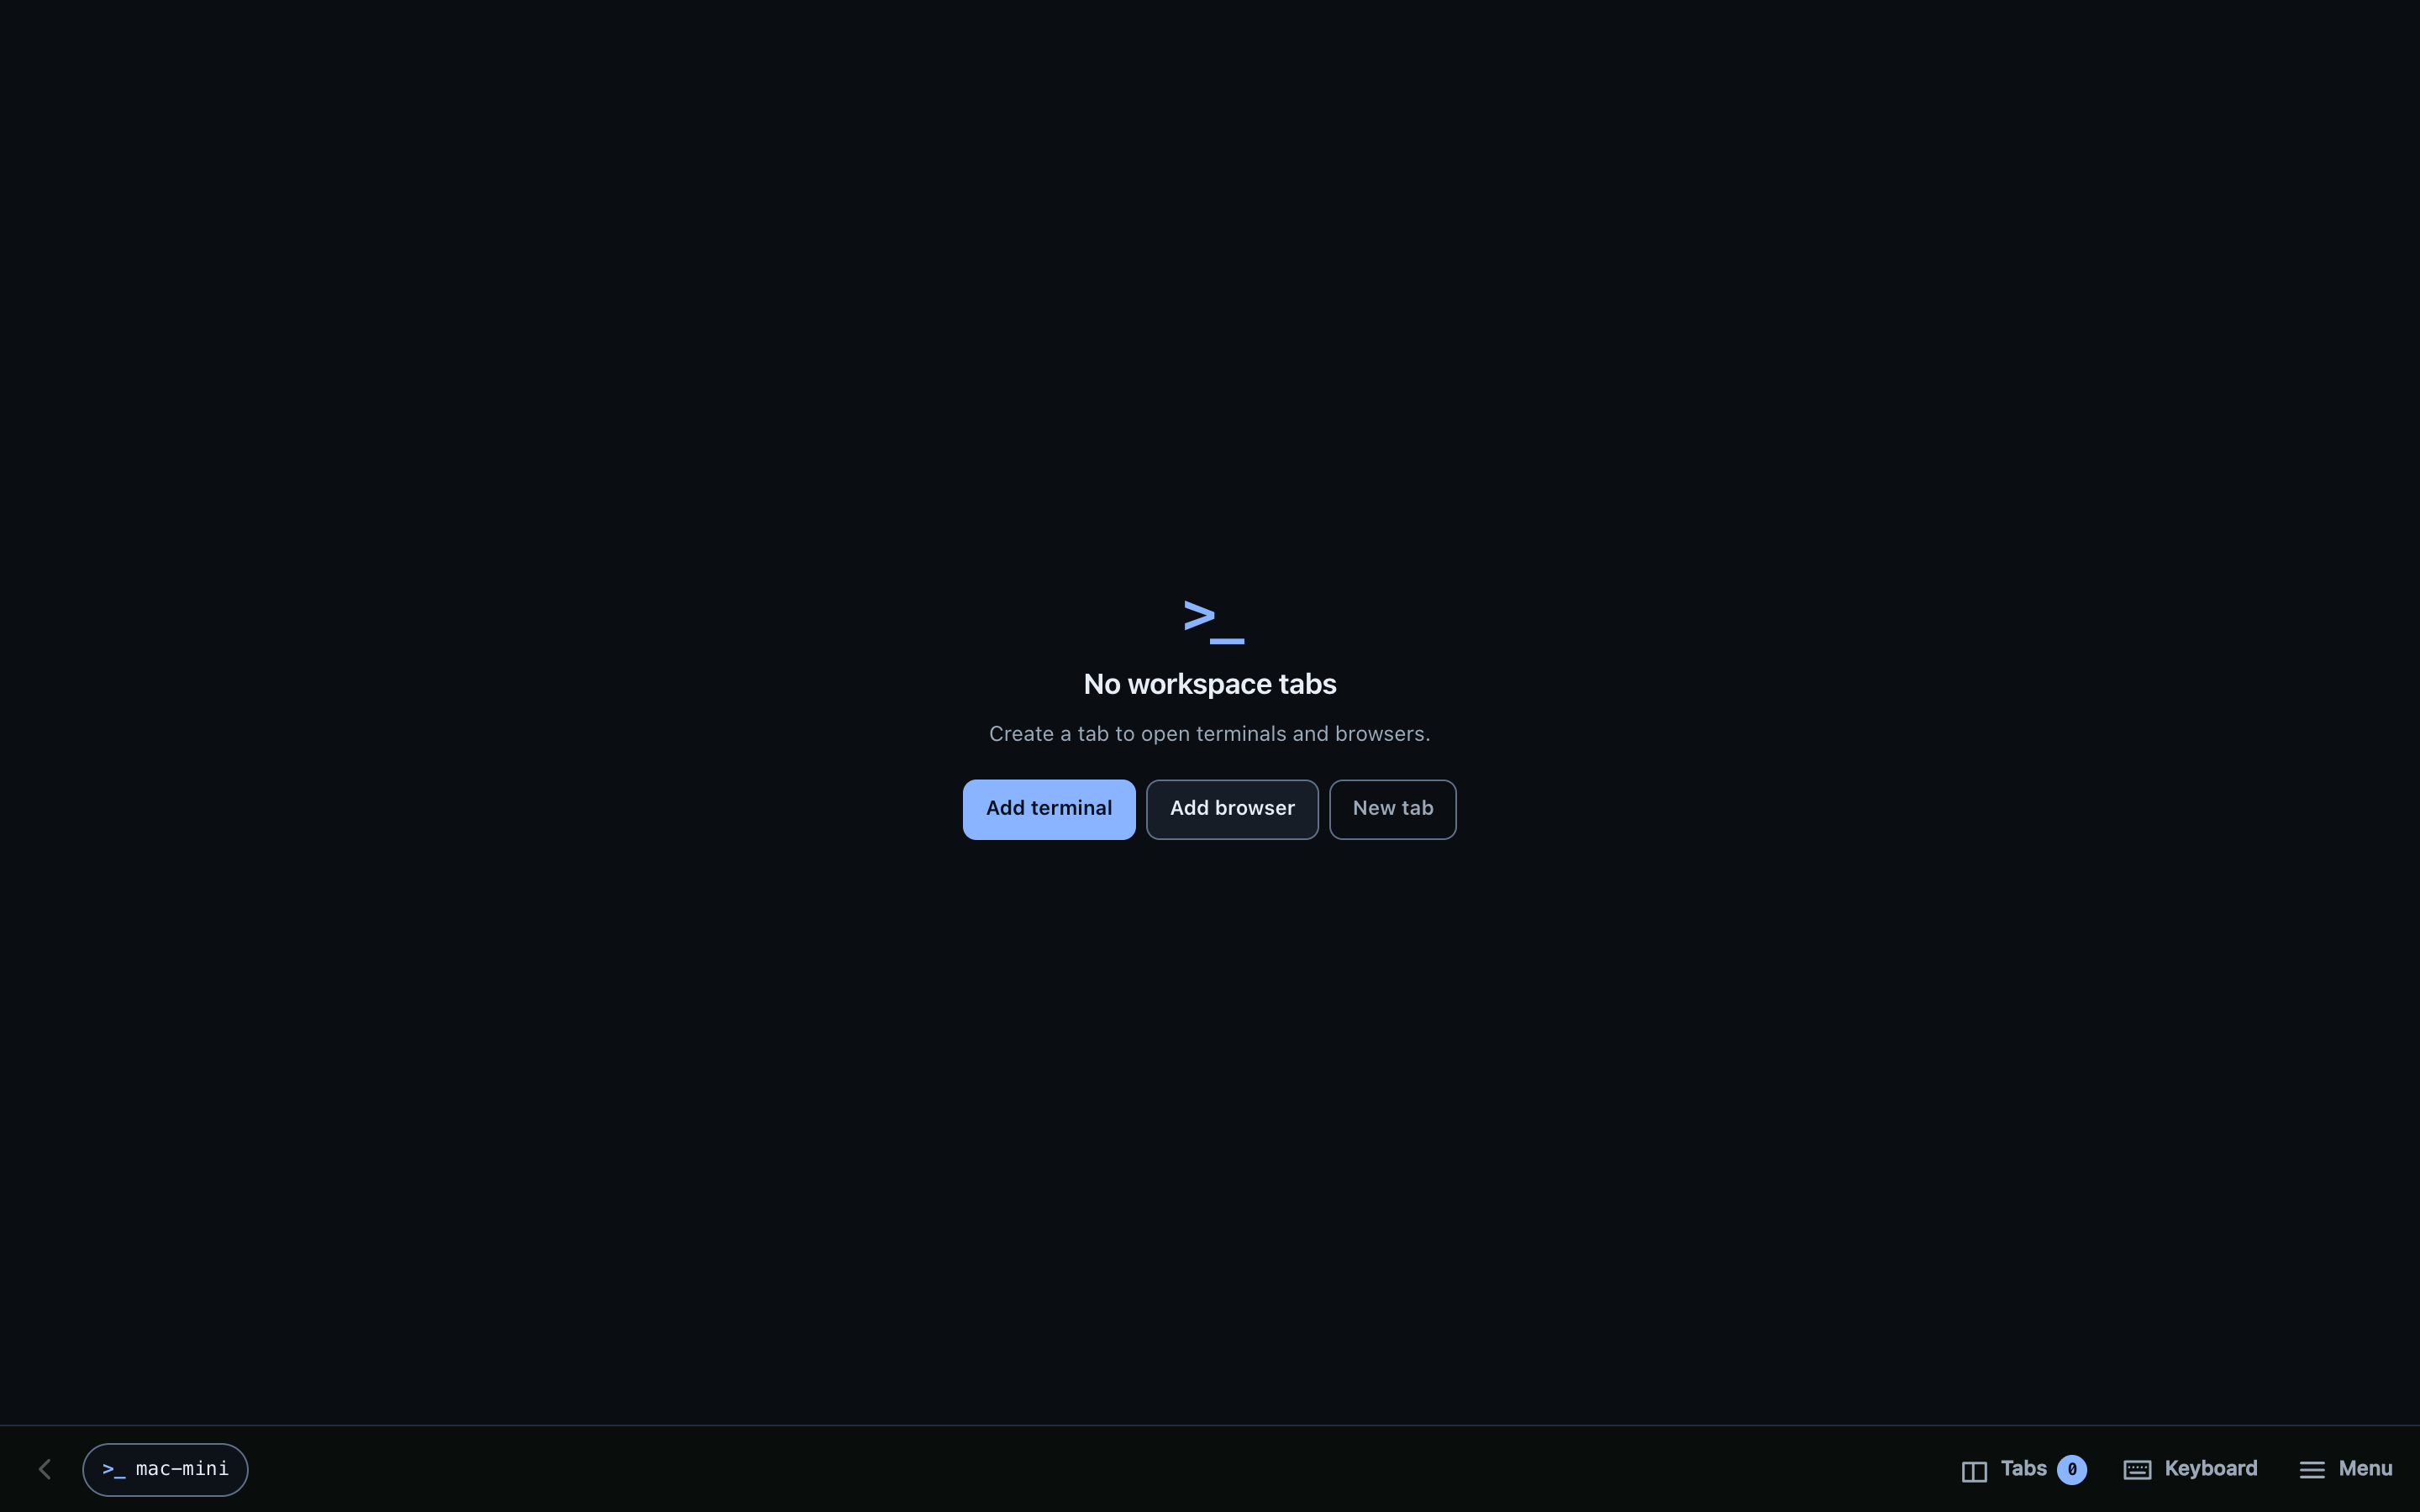 >_
No workspace tabs
Create a tab to open terminals and browsers.
Add terminal Add browser New tab
>_ mac-mini Tabs 0 Keyboard Menu